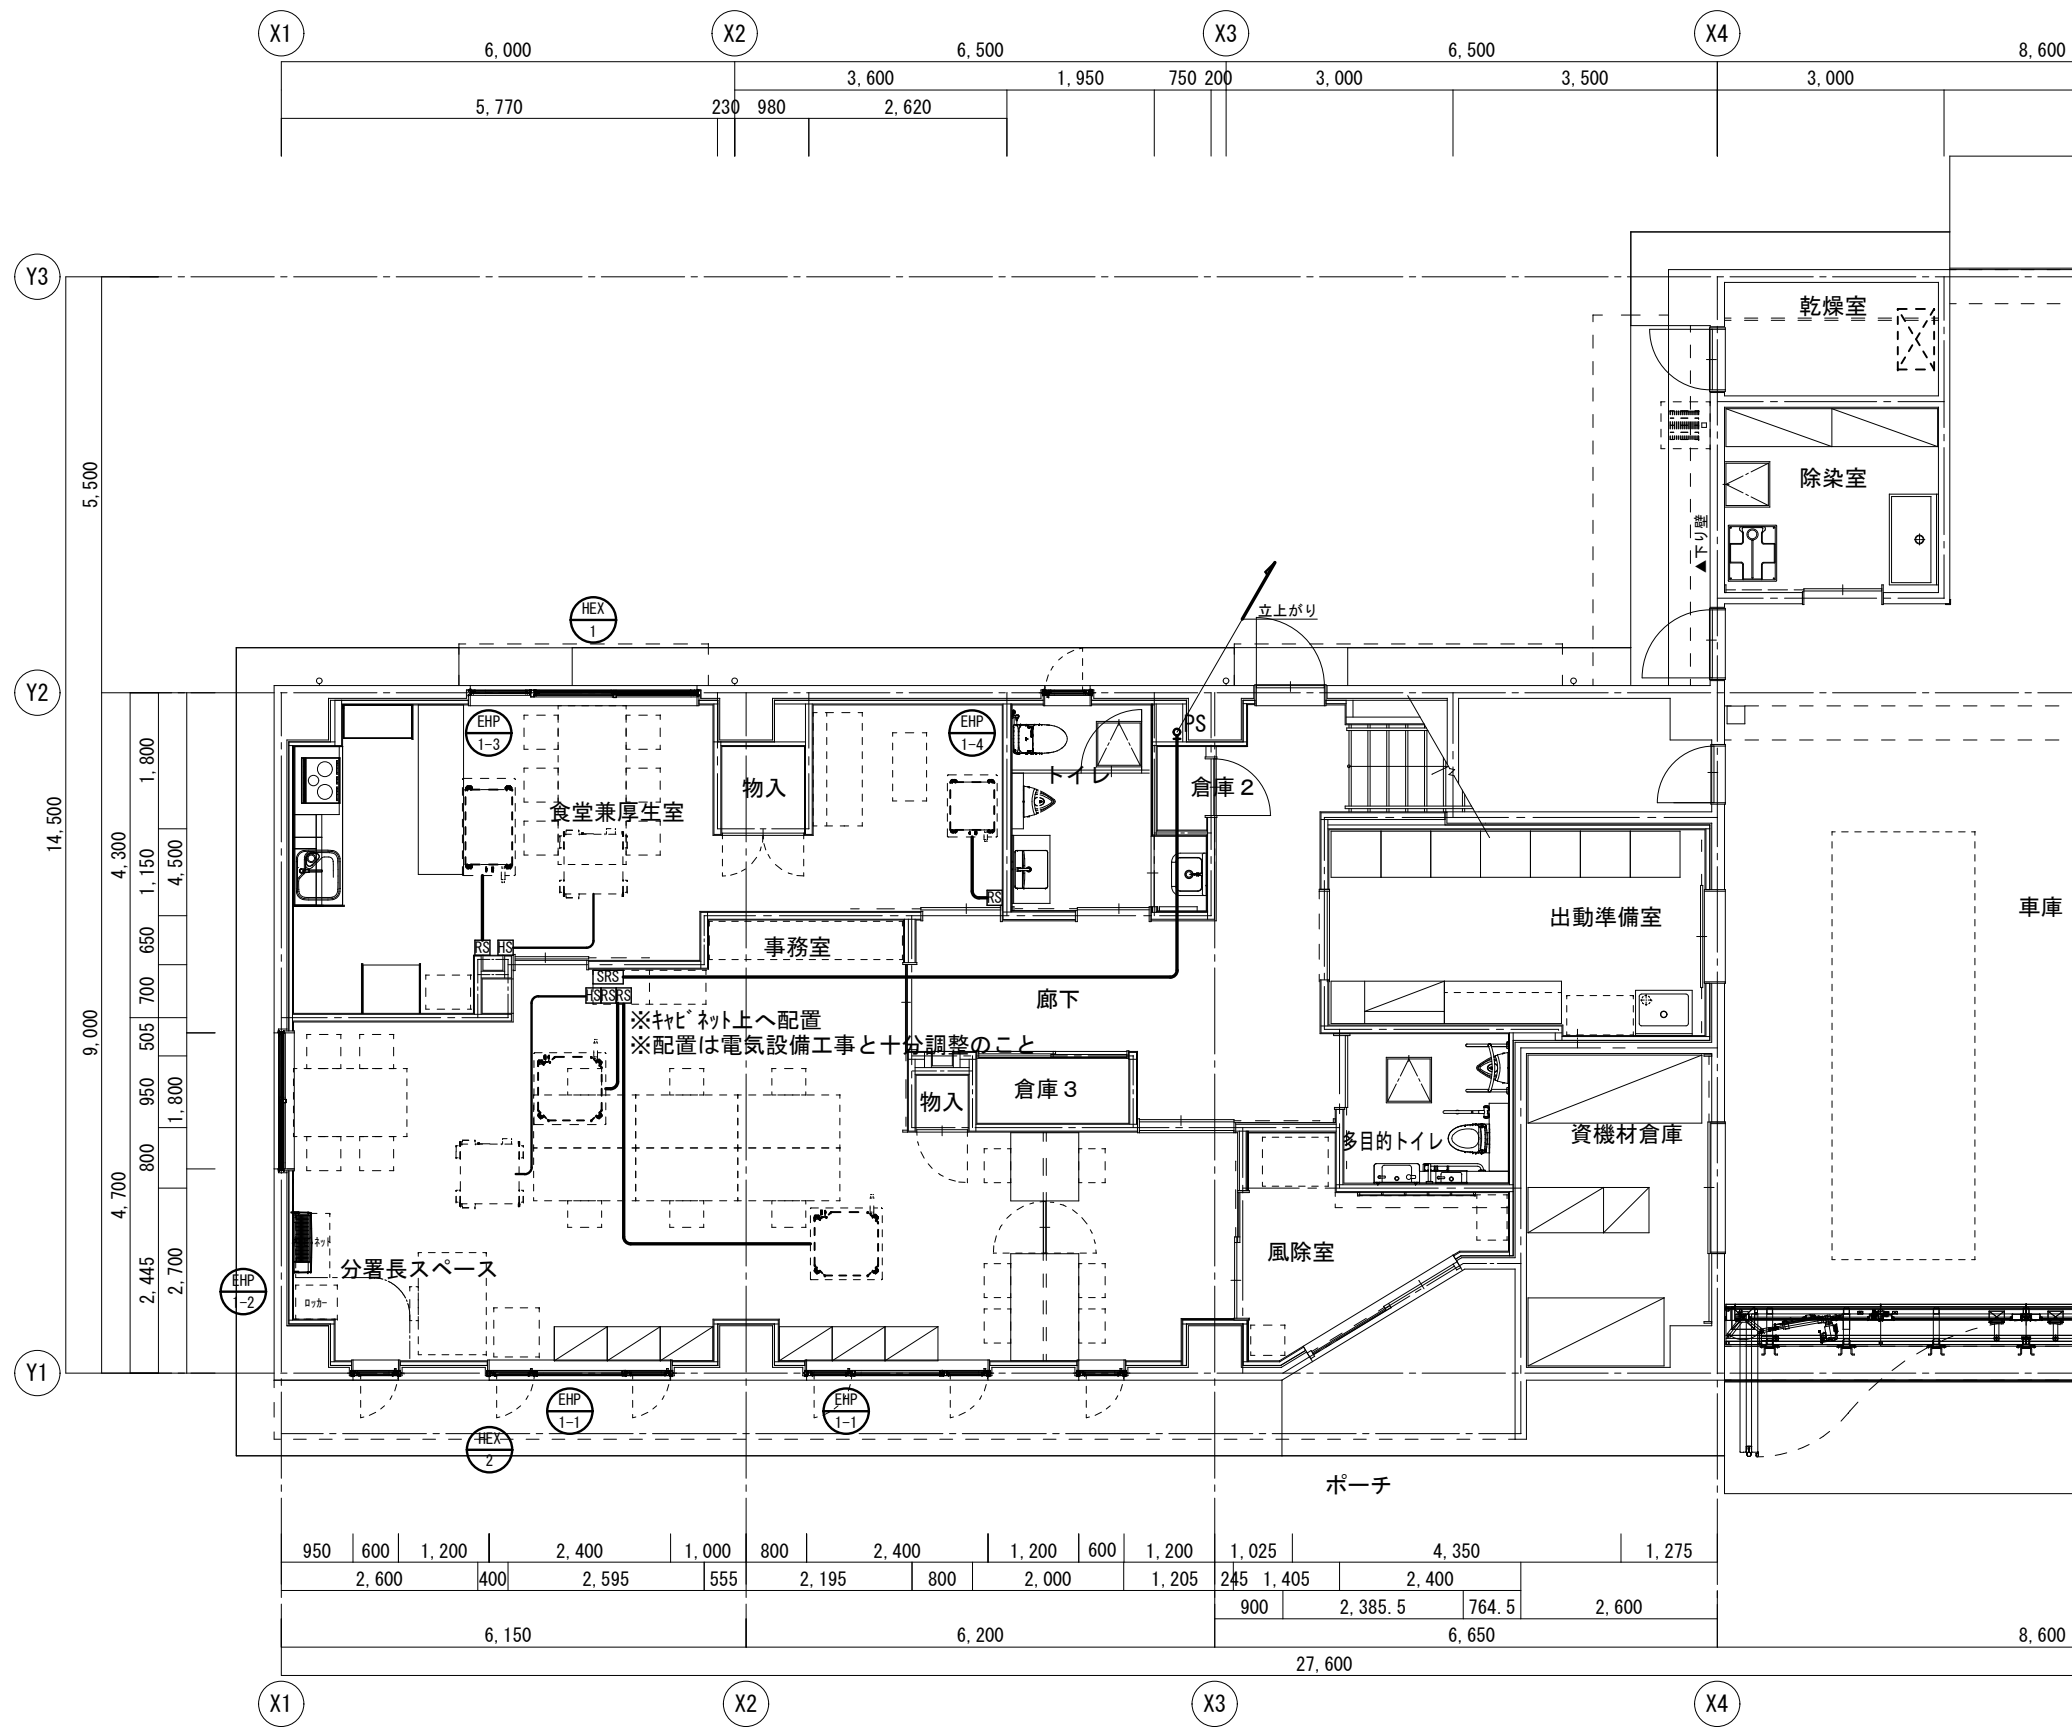 X1 X2 X3 X4
6,000 6,500 6,500 8,600
3,600 1,950 750 200 3,000 3,500 3,000
5,770 230 980 2,620
Y3
乾燥室
除染室
5,500
▲下り壁
HEX
1
立上がり
Y2
EHP
1-3
EHP
1-4
PS
1,800
物入
トイレ
倉庫2
食堂兼厚生室
14,500
4,300
1,150
4,500
RS
車庫
出動準備室
650
RS HS
事務室
SRS
700
HS RS RS
廊下
※ｷｬﾋﾞﾈｯﾄ上へ配置
※配置は電気設備工事と十分調整のこと
9,000
505
950
1,800
物入
倉庫3
多目的トイレ
資機材倉庫
800
4,700
風除室
2,445
2,700
分署長スペース
EHP
1-2
ﾛｯｶｰ
Y1
EHP
1-1
EHP
1-1
HEX
2
ポーチ
950 600 1,200 2,400 1,000 800 2,400 1,200 600 1,200 1,025 4,350 1,275
2,600 400 2,595 555 2,195 800 2,000 1,205 245 1,405 2,400
900 2,385.5 764.5 2,600
6,150 6,200 6,650 8,600
27,600
X1 X2 X3 X4